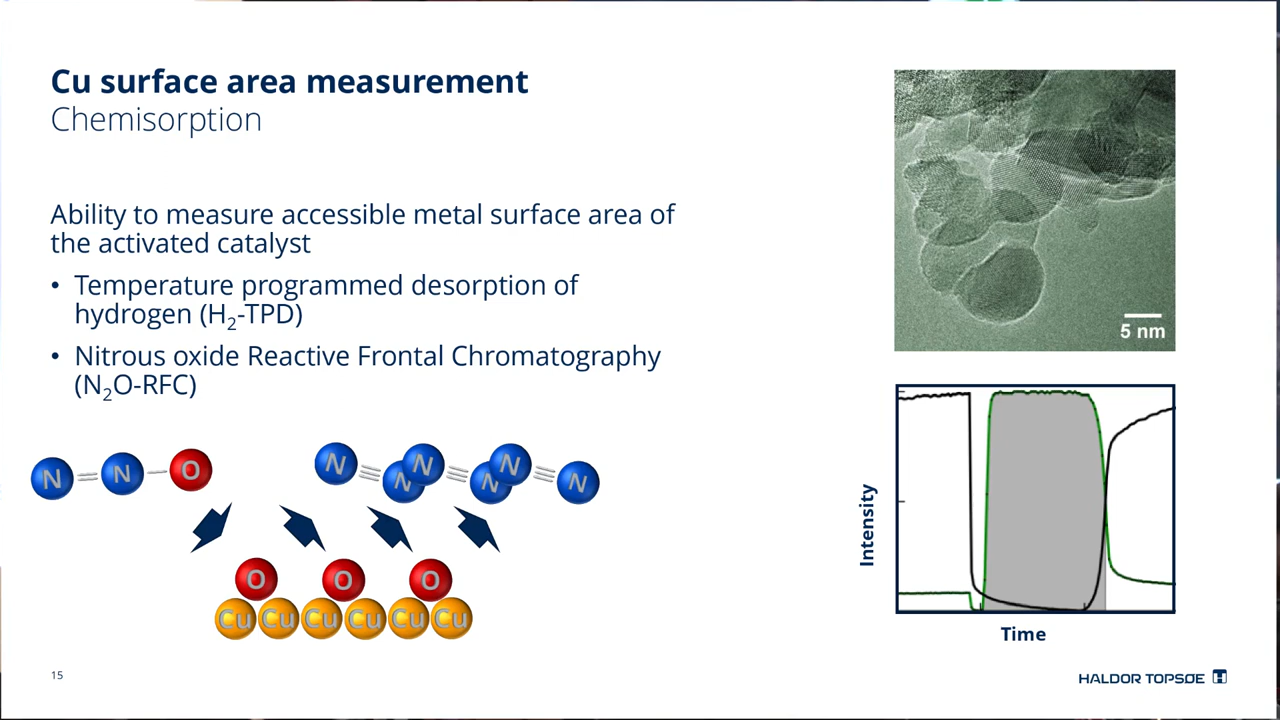 Cu surface area measurement
Chemisorption
Ability to measure accessible metal surface area of
the activated catalyst
• Temperature programmed desorption of
hydrogen (H₂-TPD)
• Nitrous oxide Reactive Frontal Chromatography
(N₂O-RFC)
5 nm
N N O
N N N N N N
O O O
Cu Cu Cu Cu Cu Cu
Intensity
Time
15
HALDOR TOPSØE H